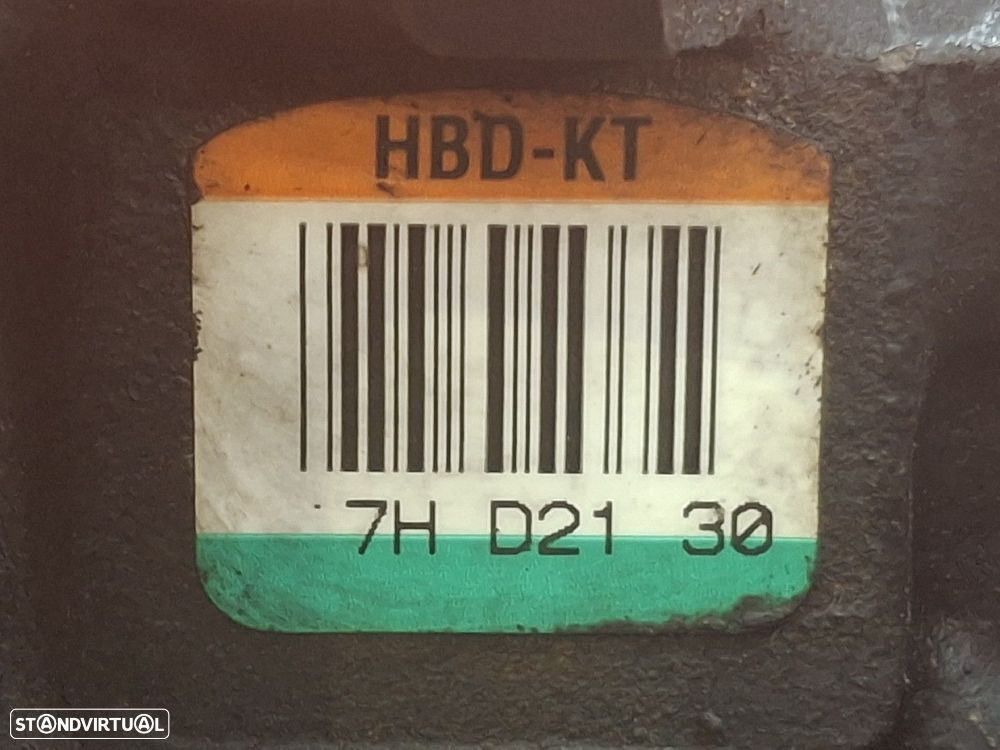 HBD-KT
7H D21 30
STANDVIRTUAL